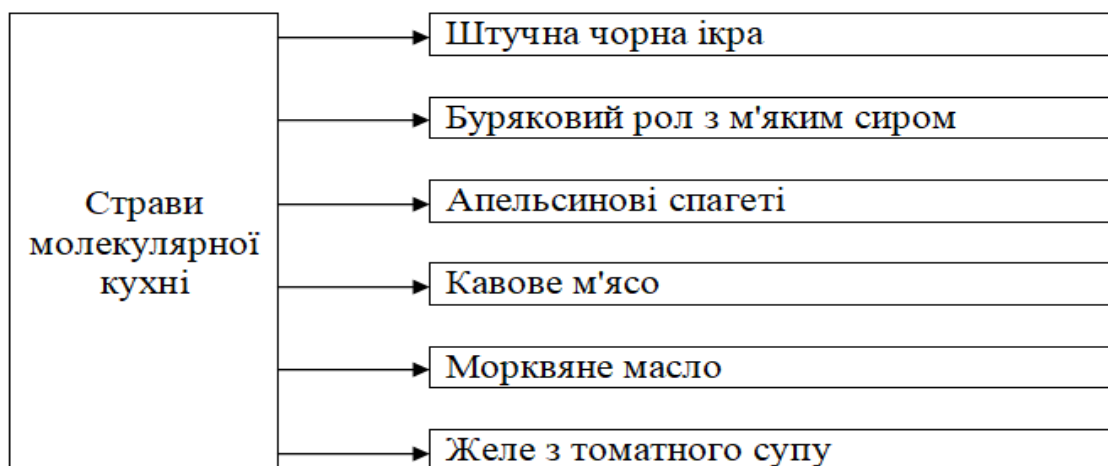 Страви
молекулярної
кухні
Штучна чорна ікра
Буряковий рол з м'яким сиром
Апельсинові спагеті
Кавове м'ясо
Морквяне масло
Желе з томатного супу